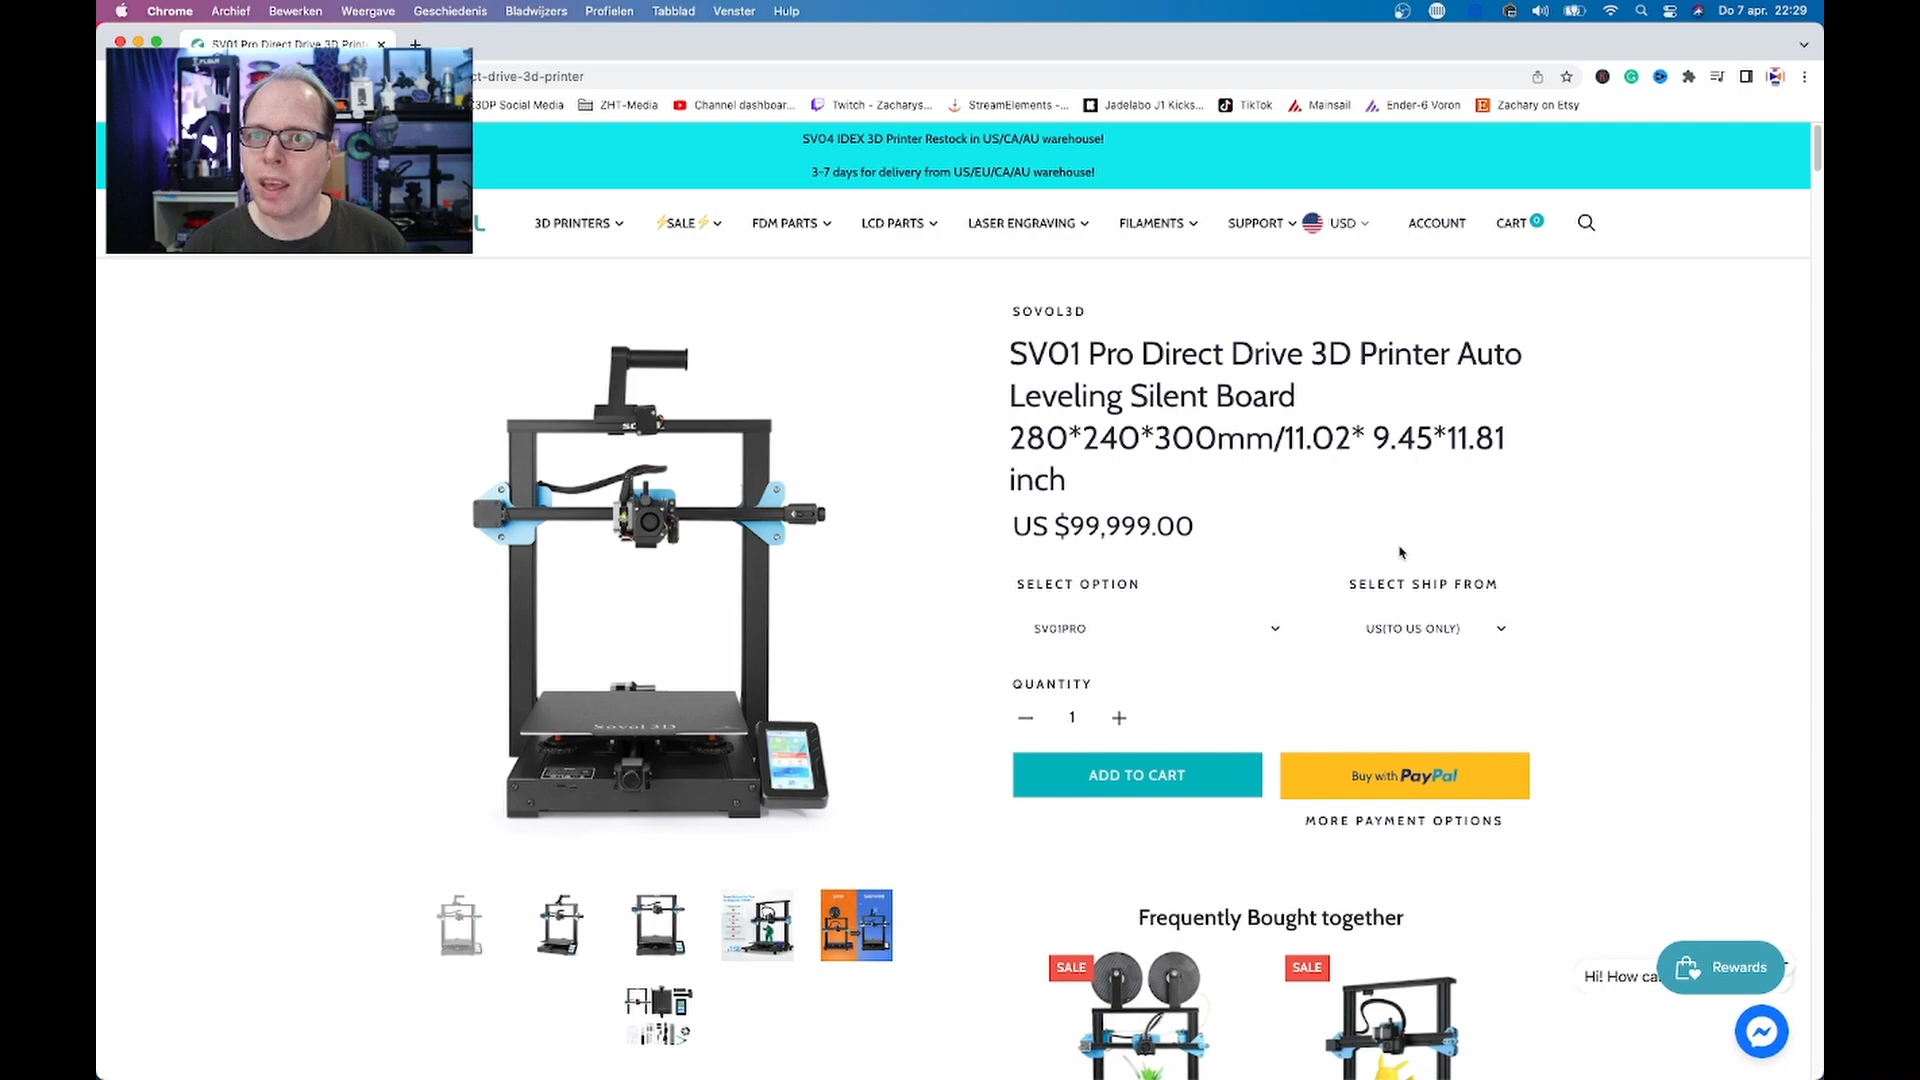 Chrome Archief Bewerken Weergave Geschiedenis Bladwijzers Profielen Tabblad Venster Hulp Do 7 apr. 22:29
SV01 Pro Direct Drive 3D Print
ct-drive-3d-printer
3DP Social Media ZHT-Media Channel dashboar... Twitch - Zacharys... StreamElements -... Jadelabo J1 Kicks... TikTok Mainsail Ender-6 Voron Zachary on Etsy
SV04 IDEX 3D Printer Restock in US/CA/AU warehouse!
3-7 days for delivery from US/EU/CA/AU warehouse!
3D PRINTERS ⚡SALE⚡ FDM PARTS LCD PARTS LASER ENGRAVING FILAMENTS SUPPORT USD ACCOUNT CART 0
SOVOL3D
SV01 Pro Direct Drive 3D Printer Auto
Leveling Silent Board
280*240*300mm/11.02* 9.45*11.81
inch
US $99,999.00
SELECT OPTION SELECT SHIP FROM
SV01PRO US(TO US ONLY)
QUANTITY
1
Sovol 3D
ADD TO CART Buy with PayPal
MORE PAYMENT OPTIONS
Frequently Bought together
SALE SALE
Hi! How ca
Rewards